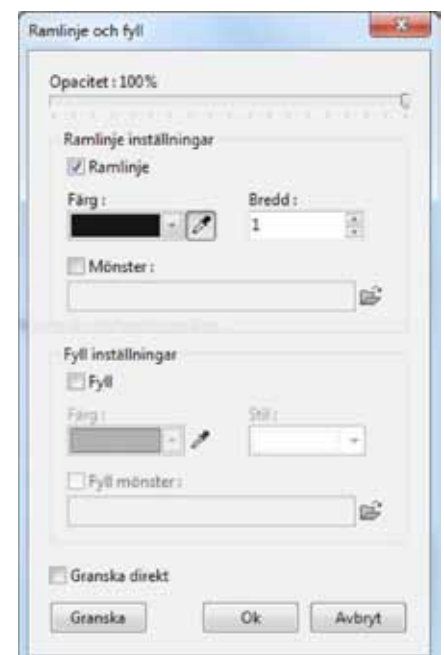 Ramlinje och fyll
Opacitet : 100%
Ramlinje inställningar
Ramlinje
Färg : Bredd :
1
Mönster :
Fyll inställningar
Fyll
Färg : Stil :
Fyll mönster :
Granska direkt
Granska Ok Avbryt